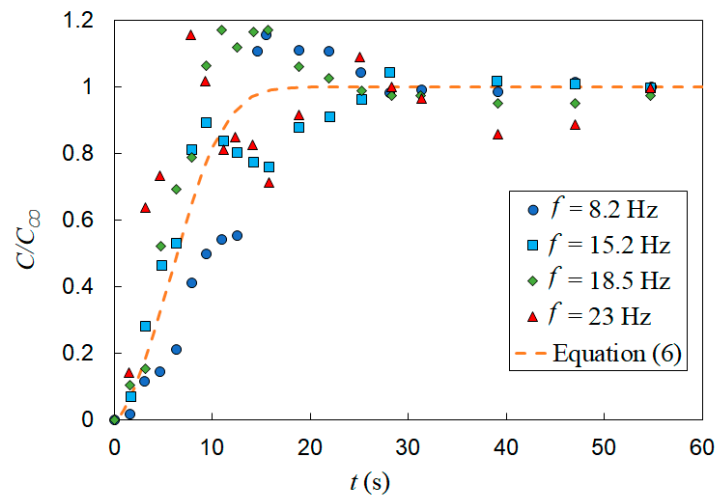 1.2
1
0.8
0.6
0.4
0.2
0
C/C∞
0
10
20
30
40
50
60
t (s)
f = 8.2 Hz
f = 15.2 Hz
f = 18.5 Hz
f = 23 Hz
Equation (6)